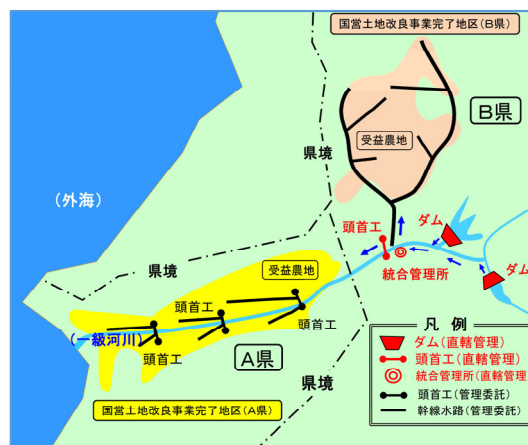 国営土地改良事業完了地区(B県)
B県
受益農地
県境
(外海)
頭首工
ダム
統合管理所
ダム
県境
受益農地
頭首工
頭首工
(一級河川)
頭首工
A県
県境
国営土地改良事業完了地区(A県)
凡 例
ダム(直轄管理)
頭首工(直轄管理)
統合管理所(直轄管理
頭首工(管理委託)
幹線水路(管理委託)